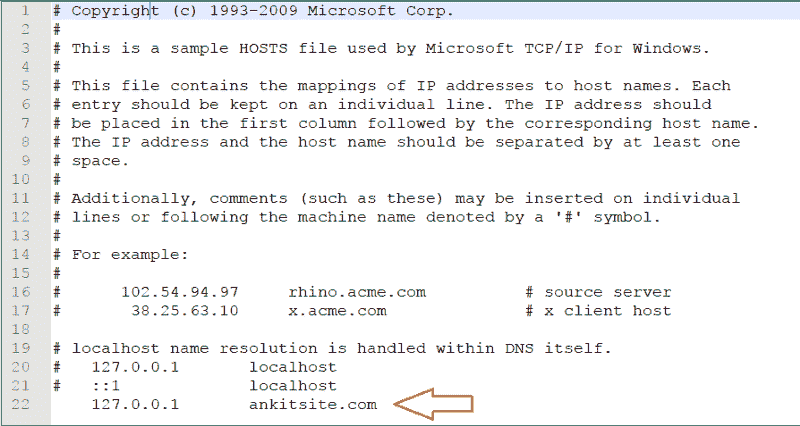 1 # Copyright (c) 1993-2009 Microsoft Corp.
2 #
3 # This is a sample HOSTS file used by Microsoft TCP/IP for Windows.
4 #
5 # This file contains the mappings of IP addresses to host names. Each
6 # entry should be kept on an individual line. The IP address should
7 # be placed in the first column followed by the corresponding host name.
8 # The IP address and the host name should be separated by at least one
9 # space.
10 #
11 # Additionally, comments (such as these) may be inserted on individual
12 # lines or following the machine name denoted by a '#' symbol.
13 #
14 # For example:
15 #
16 #      102.54.94.97     rhino.acme.com          # source server
17 #       38.25.63.10     x.acme.com              # x client host
18
19 # localhost name resolution is handled within DNS itself.
20 #   127.0.0.1       localhost
21 #   ::1             localhost
22     127.0.0.1       ankitsite.com